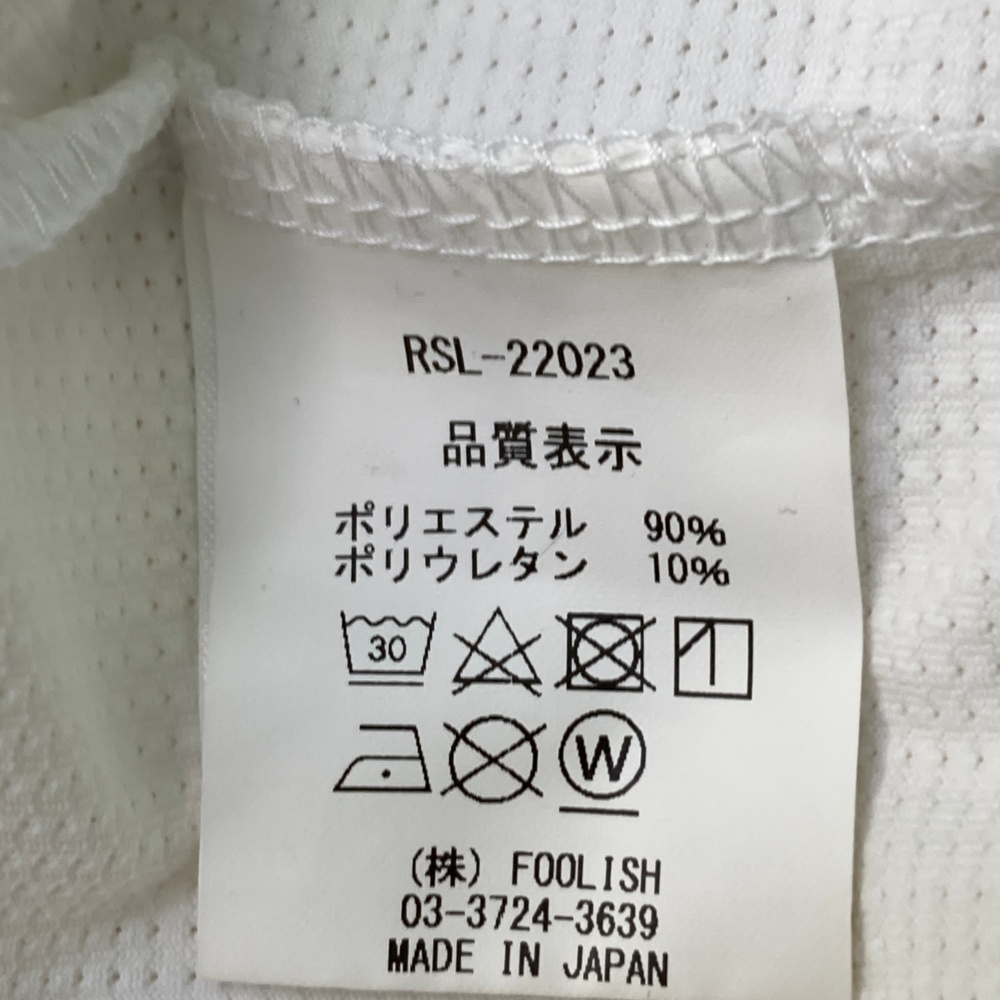 RSL-22023
品質表示
ポリエステル 90%
ポリウレタン 10%
30
W
(株) FOOLISH
03-3724-3639
MADE IN JAPAN